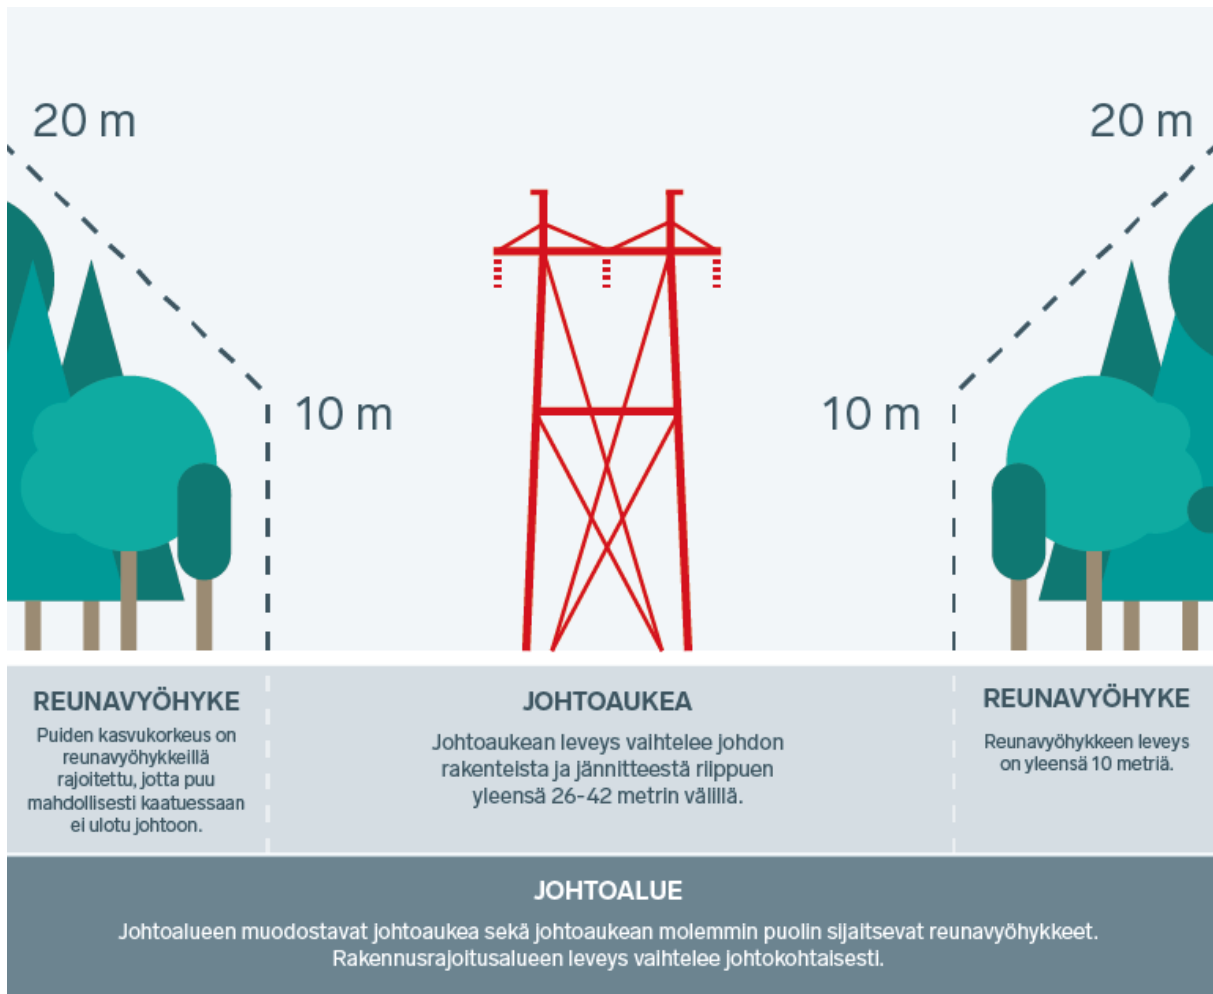 20 m
20 m
10 m
10 m
REUNAVYÖHYKE
Puiden kasvukorkeus on
reunavyöhykkeillä
rajoitettu, jotta puu
mahdollisesti kaatuessaan
ei ulotu johtoon.
JOHTOAUKEA
Johtoaukean leveys vaihtelee johdon
rakenteista ja jännitteestä riippuen
yleensä 26-42 metrin välillä.
REUNAVYÖHYKE
Reunavyöhykkeen leveys
on yleensä 10 metriä.
JOHTOALUE
Johtoalueen muodostavat johtoaukea sekä johtoaukean molemmin puolin sijaitsevat reunavyöhykkeet.
Rakennusrajoitusalueen leveys vaihtelee johtokohtaisesti.